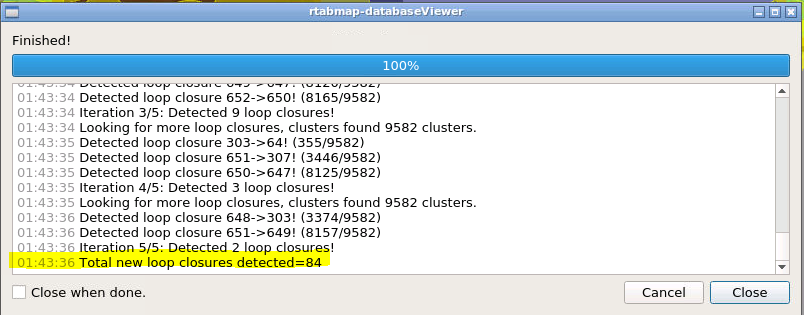 rtabmap-databaseViewer
Finished!
100%
01:43:34 Detected loop closure 652->650! (8165/9582)
01:43:34 Iteration 3/5: Detected 9 loop closures!
01:43:34 Looking for more loop closures, clusters found 9582 clusters.
01:43:35 Detected loop closure 303->64! (355/9582)
01:43:35 Detected loop closure 651->307! (3446/9582)
01:43:35 Detected loop closure 650->647! (8125/9582)
01:43:35 Iteration 4/5: Detected 3 loop closures!
01:43:35 Looking for more loop closures, clusters found 9582 clusters.
01:43:36 Detected loop closure 648->303! (3374/9582)
01:43:36 Detected loop closure 651->649! (8157/9582)
01:43:36 Iteration 5/5: Detected 2 loop closures!
01:43:36 Total new loop closures detected=84
Close when done.
Cancel
Close